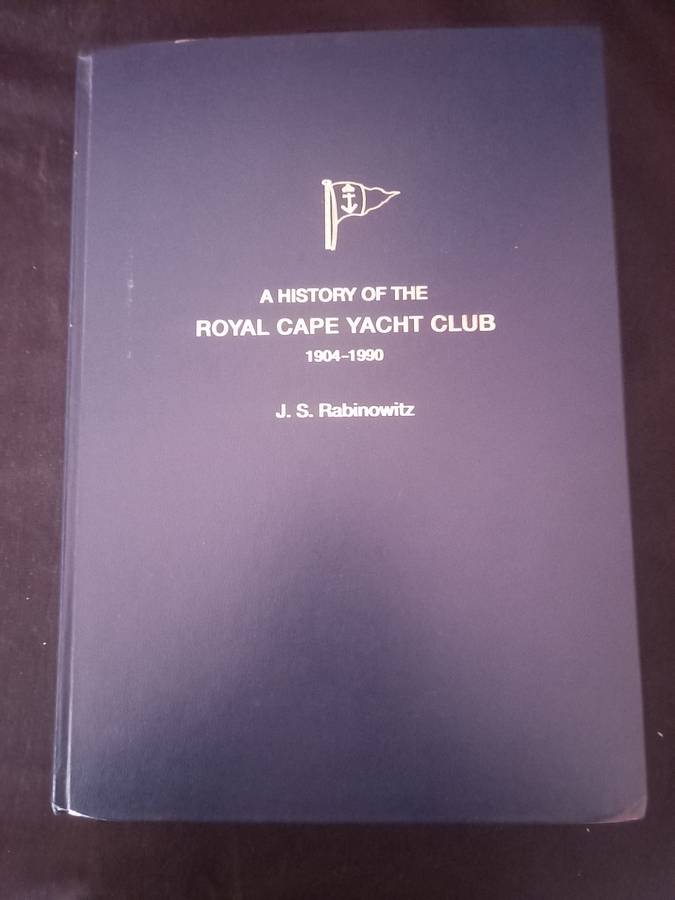 A HISTORY OF THE
ROYAL CAPE YACHT CLUB
1904–1990
J. S. Rabinowitz